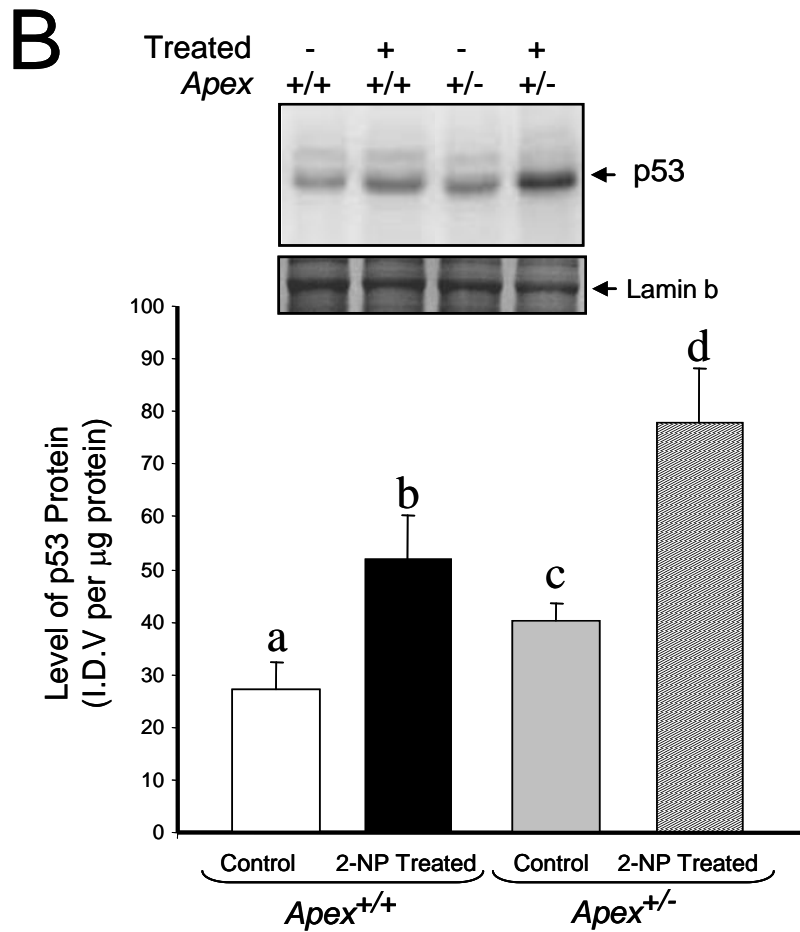 B
Treated - + - +
Apex +/+ +/+ +/- +/-
p53
Lamin b
100
90
80
70
60
50
40
30
20
10
0
Level of p53 Protein
(I.D.V per µg protein)
a
b
c
d
Control 2-NP Treated Control 2-NP Treated
Apex+/+ Apex+/-